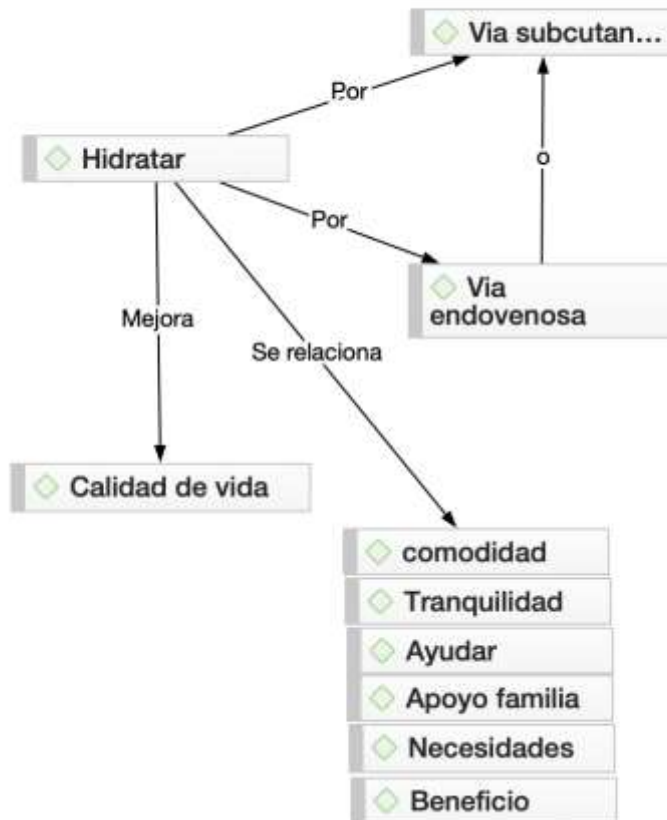 Via subcutan...
Por
Hidratar
o
Por
Via
endovenosa
Mejora
Se relaciona
Calidad de vida
comodidad
Tranquilidad
Ayudar
Apoyo familia
Necesidades
Beneficio